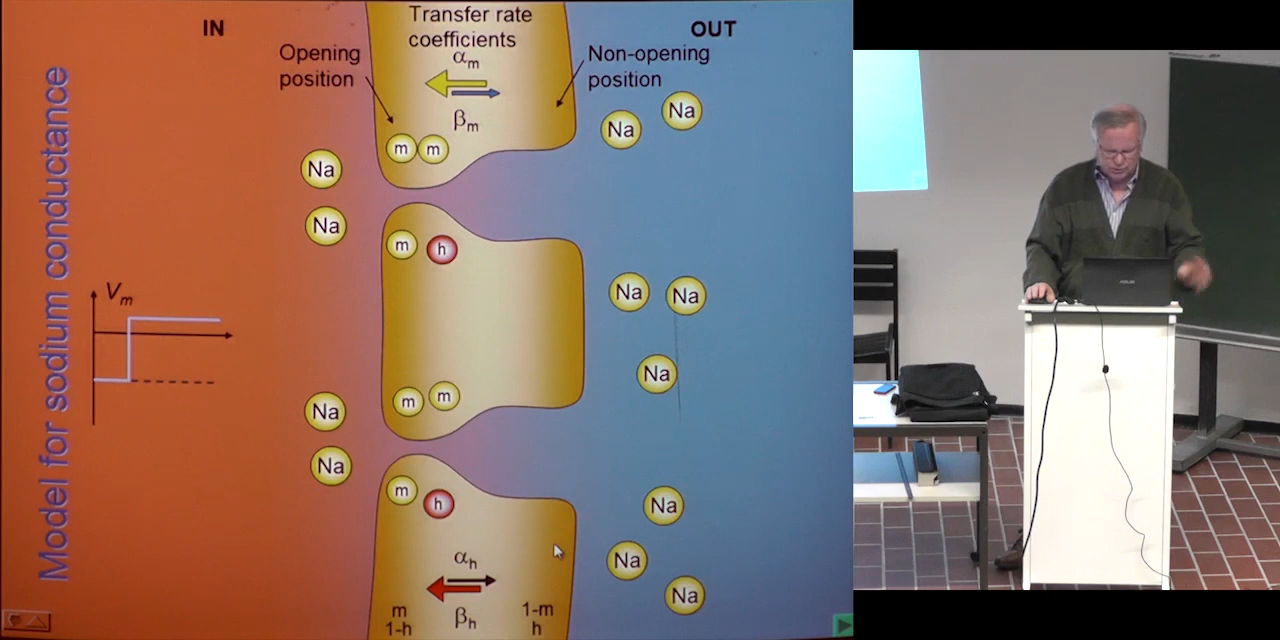 Model for sodium conductance
IN
Transfer rate
coefficients
OUT
Opening
position
Non-opening
position
αm
βm
m m
Na
Na
Na
Na
m h
Vm
Na
Na
Na
m m
Na
Na
m h
Na
Na
Na
αh
βh
m
1-h
1-m
h